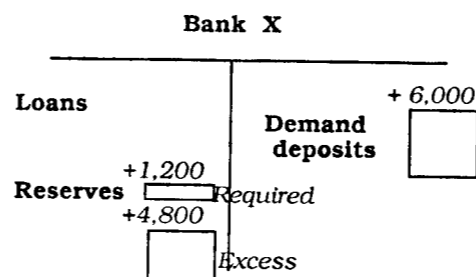 Bank X
Loans
+ 6,000
Demand
deposits
+1,200
Reserves
Required
+4,800
Excess